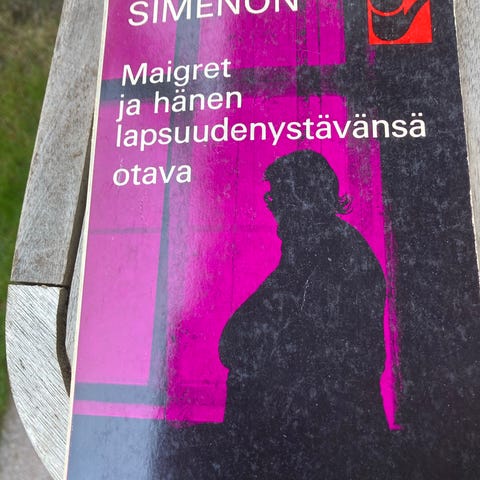 SIMENON
Maigret
ja hänen
lapsuudenystävänsä
otava